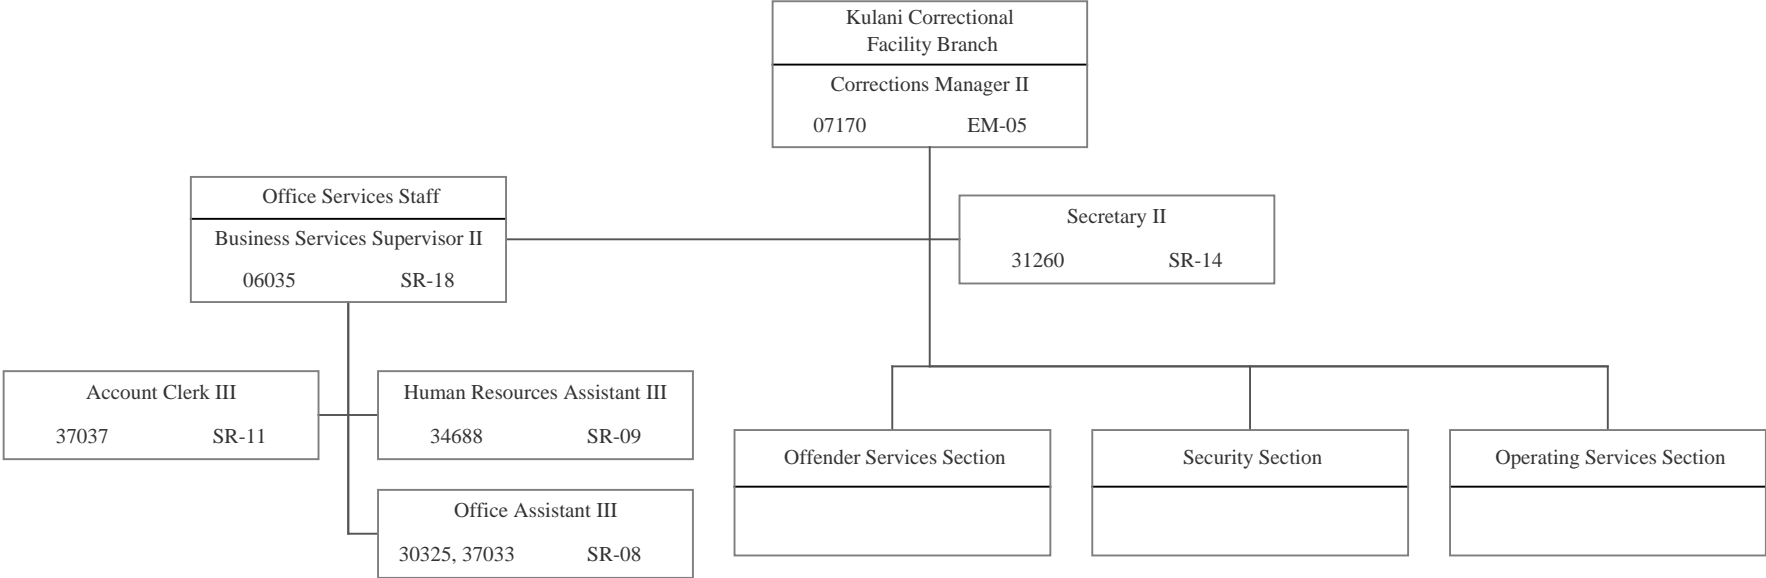 Kulani Correctional
Facility Branch
Corrections Manager II
07170 EM-05
Office Services Staff
Business Services Supervisor II
06035 SR-18
Secretary II
31260 SR-14
Account Clerk III
37037 SR-11
Human Resources Assistant III
34688 SR-09
Office Assistant III
30325, 37033 SR-08
Offender Services Section
Security Section
Operating Services Section